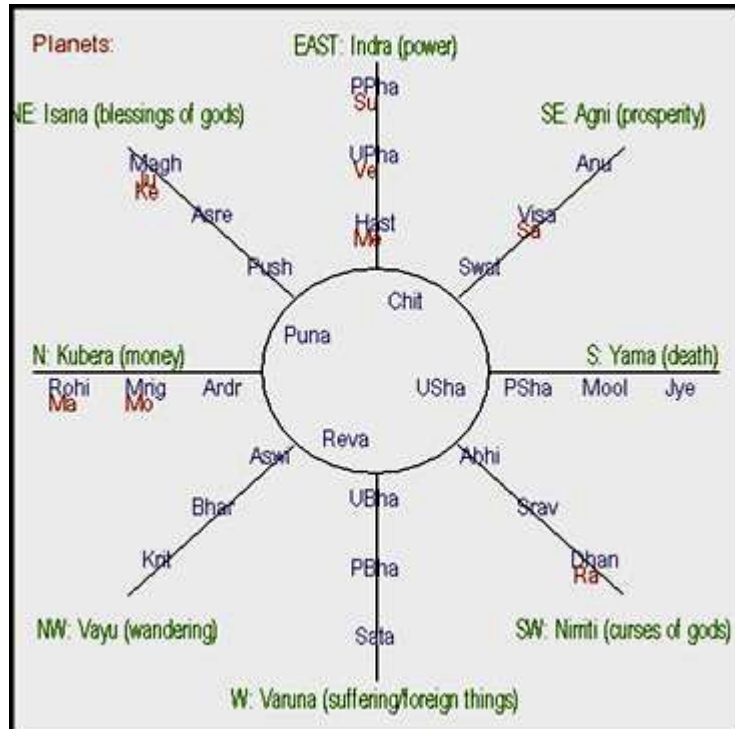 Planets:
EAST: Indra (power)
PPha
Su
NE: Isana (blessings of gods)
SE: Agni (prosperity)
UPha
Ve
Magh
Ju
Ke
Anu
Asre
Visa
Sa
Hast
Me
Push
Swat
Chit
Puna
N: Kubera (money)
S: Yama (death)
Rohi
Ma
Mrig
Mo
Ardr
USha
PSha
Mool
Jye
Reva
Aswi
Abhi
UBha
Bhar
Srav
Krit
PBha
Dhan
Ra
NW: Vayu (wandering)
Sata
SW: Nirriti (curses of gods)
W: Varuna (suffering/foreign things)